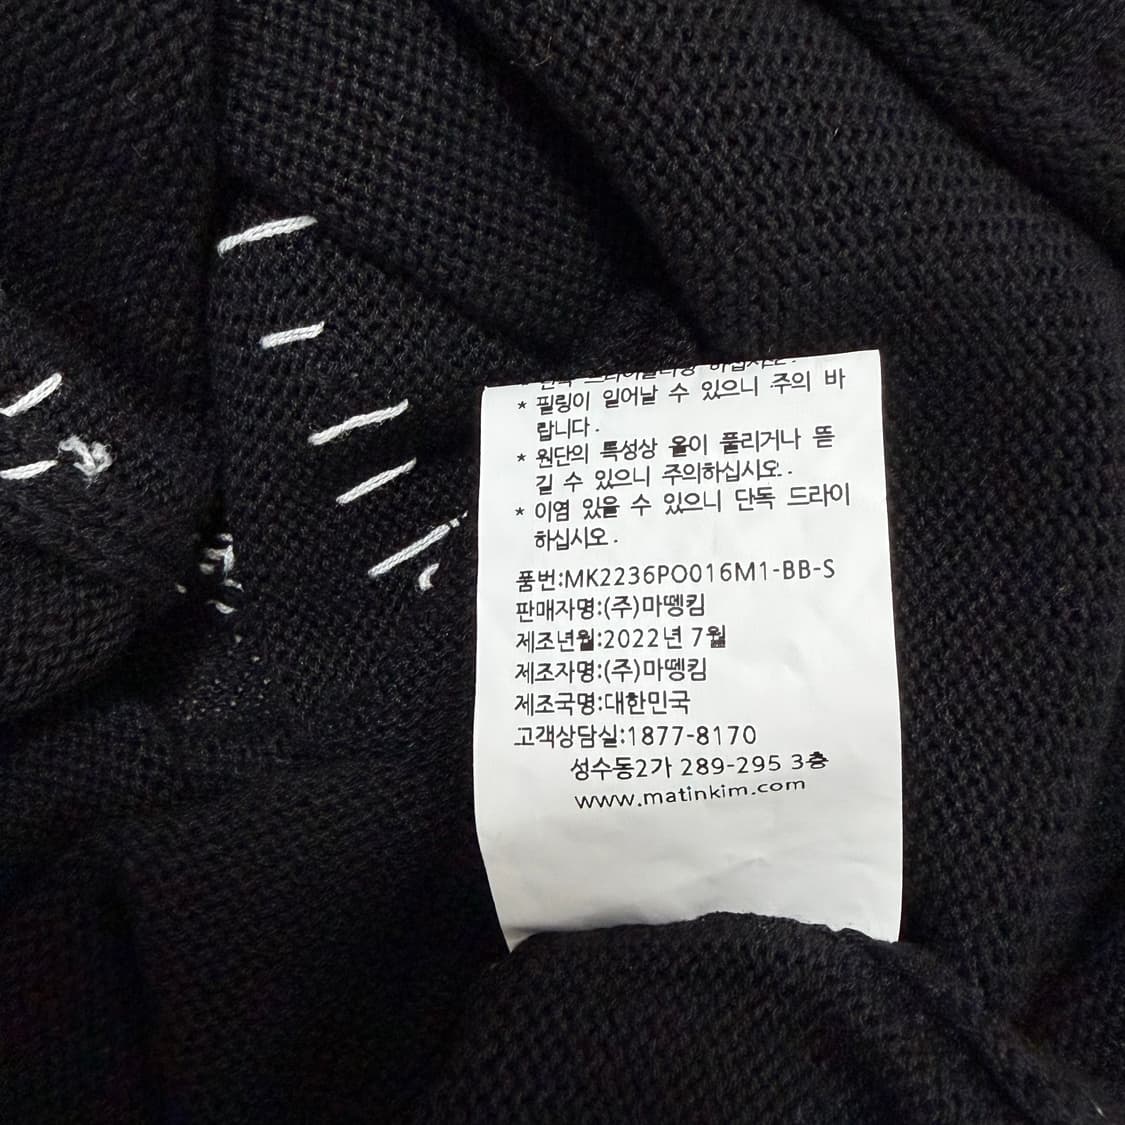 * 필링이 일어날 수 있으니 주의 바
랍니다.
* 원단의 특성상 올이 풀리거나 뜯
길 수 있으니 주의하십시오.
* 이염 있을 수 있으니 단독 드라이
하십시오.
품번:MK2236PO016M1-BB-S
판매자명:(주)마뗑킴
제조년월:2022년 7월
제조자명:(주)마뗑킴
제조국명:대한민국
고객상담실:1877-8170
성수동2가 289-295 3층
www.matinkim.com